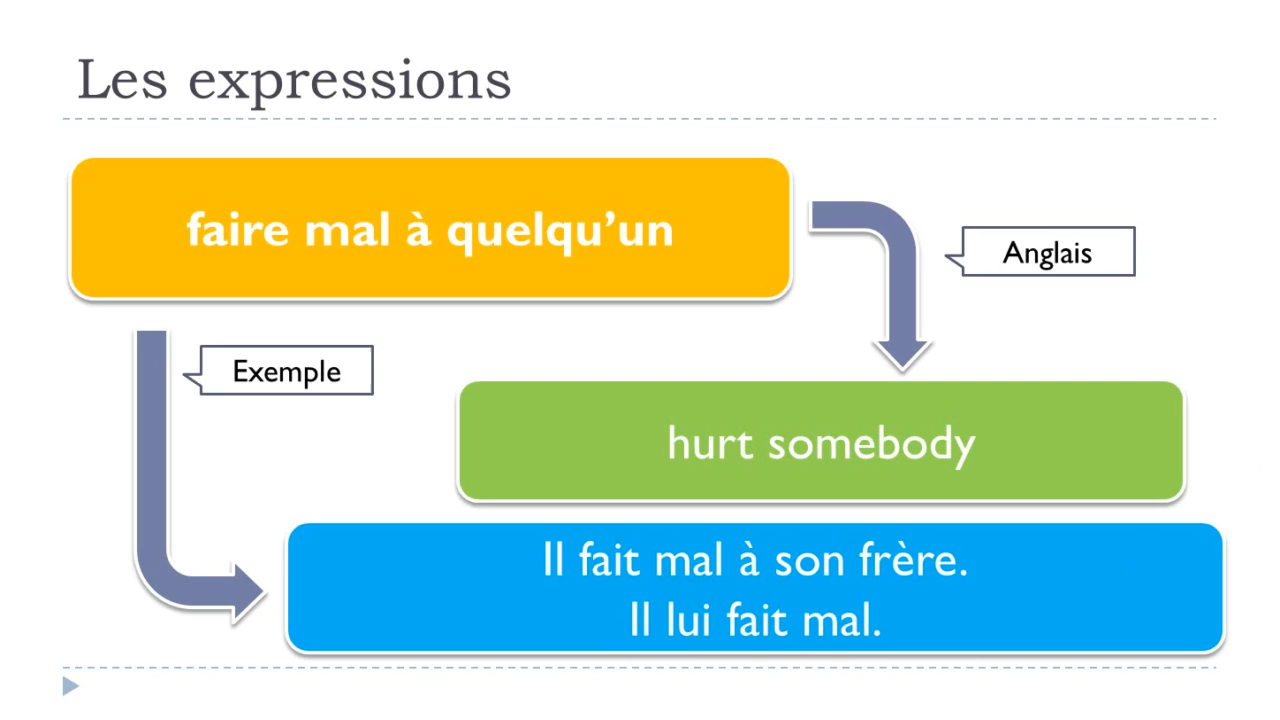 Les expressions
faire mal à quelqu’un
Anglais
Exemple
hurt somebody
Il fait mal à son frère.
Il lui fait mal.